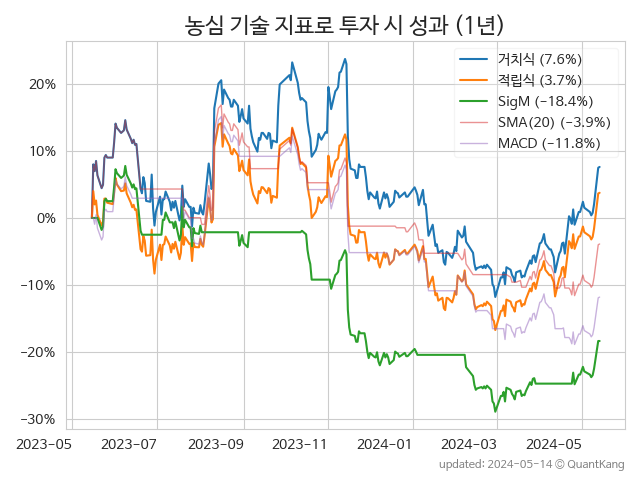 농심 기술 지표로 투자 시 성과 (1년)
거치식 (7.6%)
적립식 (3.7%)
SigM (−18.4%)
SMA(20) (−3.9%)
MACD (−11.8%)
20%
10%
0%
−10%
−20%
−30%
2023-05 2023-07 2023-09 2023-11 2024-01 2024-03 2024-05
updated: 2024-05-14 © QuantKang